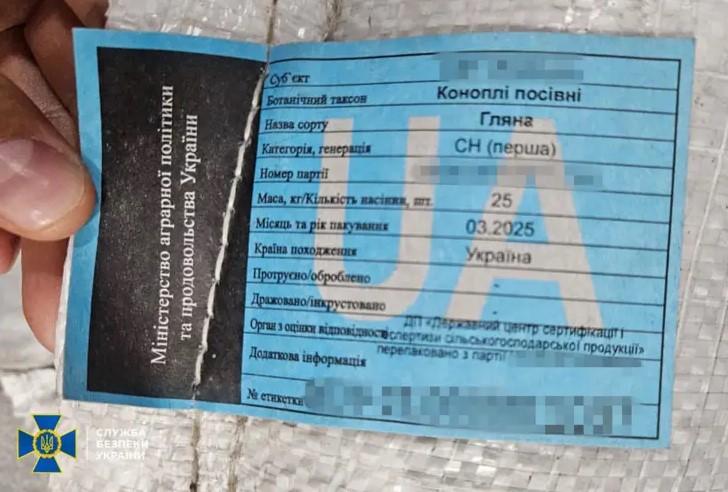 Міністерство аграрної політики
та продовольства України
Суб'єкт
Ботанічний таксон Коноплі посівні
Назва сорту Гляна
Категорія, генерація СН (перша)
Номер партії
Маса, кг/Кількість насіння, шт. 25
Місяць та рік пакування 03.2025
Країна походження Україна
Протруєно/оброблено -
Дражовано/інкрустовано
Орган з оцінки відповідності ДП «Державний центр сертифікації і
експертизи сільськогосподарської продукції»
Додаткова інформація перепаковано з партії
№ етикетки
UA
СЛУЖБА
БЕЗПЕКИ
УКРАЇНИ